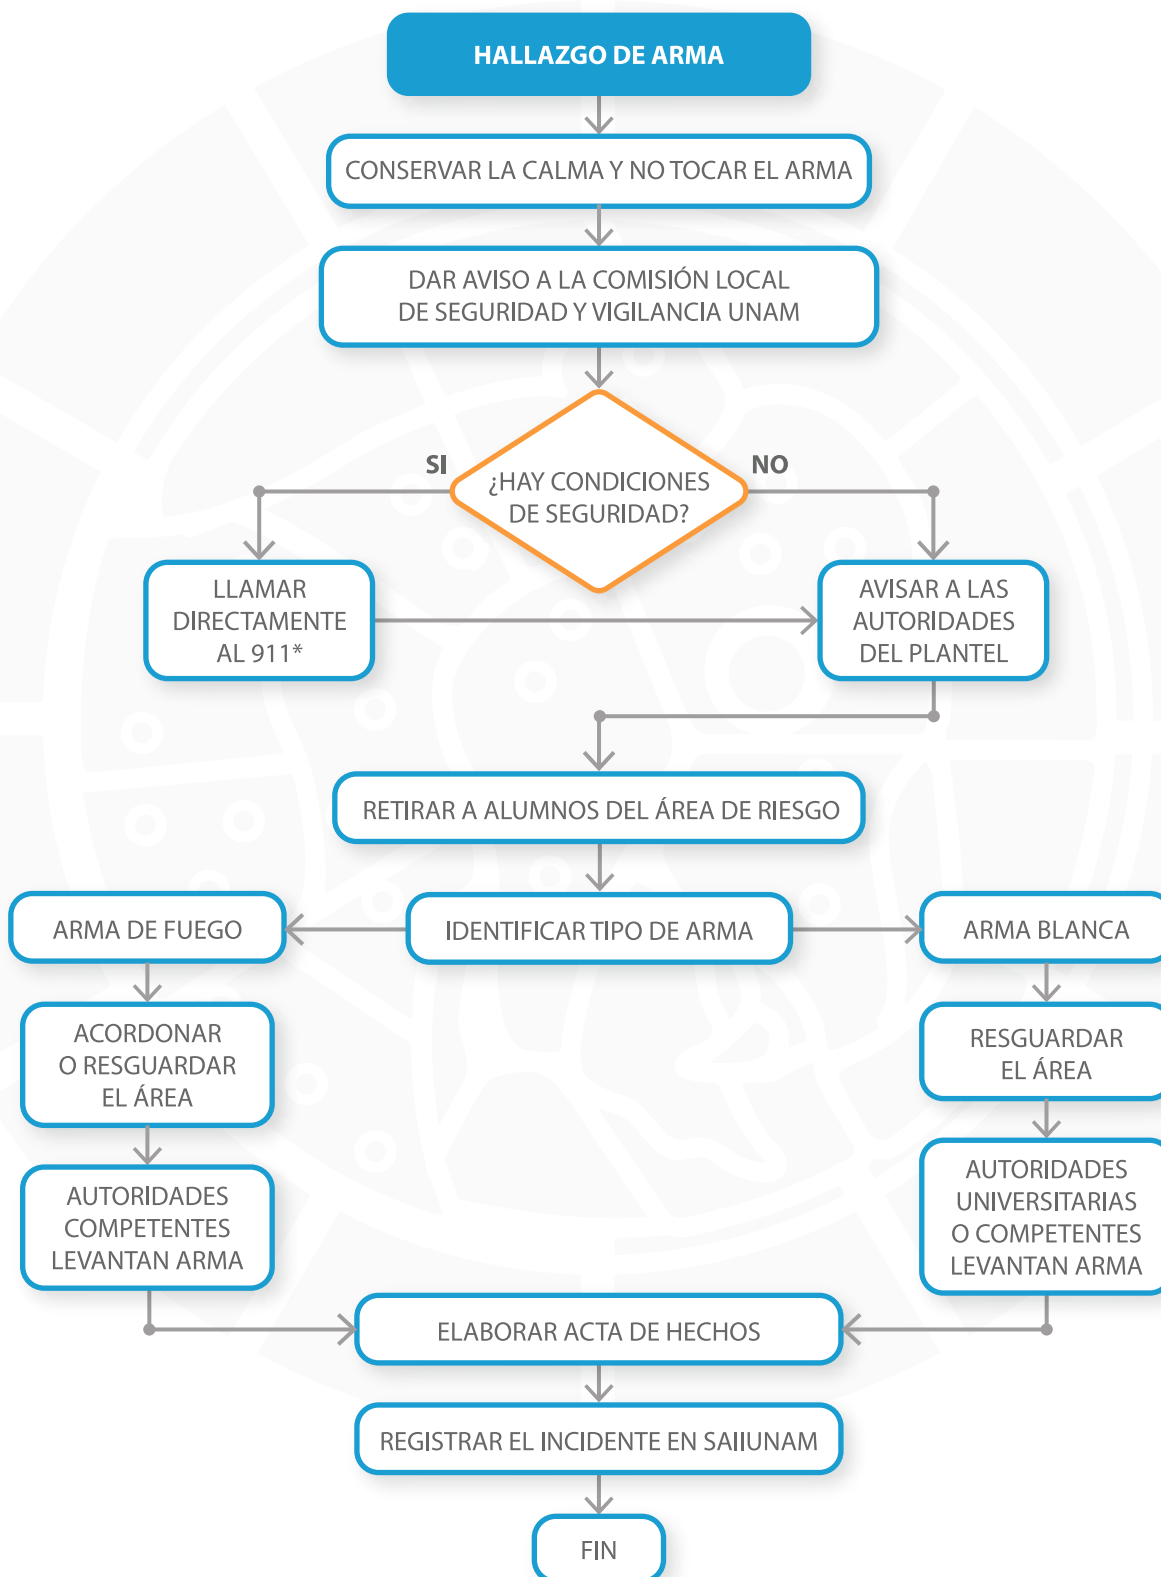 HALLAZGO DE ARMA
CONSERVAR LA CALMA Y NO TOCAR EL ARMA
DAR AVISO A LA COMISIÓN LOCAL
DE SEGURIDAD Y VIGILANCIA UNAM
SI
NO
¿HAY CONDICIONES
DE SEGURIDAD?
LLAMAR
DIRECTAMENTE
AL 911*
AVISAR A LAS
AUTORIDADES
DEL PLANTEL
RETIRAR A ALUMNOS DEL ÁREA DE RIESGO
ARMA DE FUEGO
IDENTIFICAR TIPO DE ARMA
ARMA BLANCA
ACORDONAR
O RESGUARDAR
EL ÁREA
RESGUARDAR
EL ÁREA
AUTORIDADES
COMPETENTES
LEVANTAN ARMA
AUTORIDADES
UNIVERSITARIAS
O COMPETENTES
LEVANTAN ARMA
ELABORAR ACTA DE HECHOS
REGISTRAR EL INCIDENTE EN SAIIUNAM
FIN